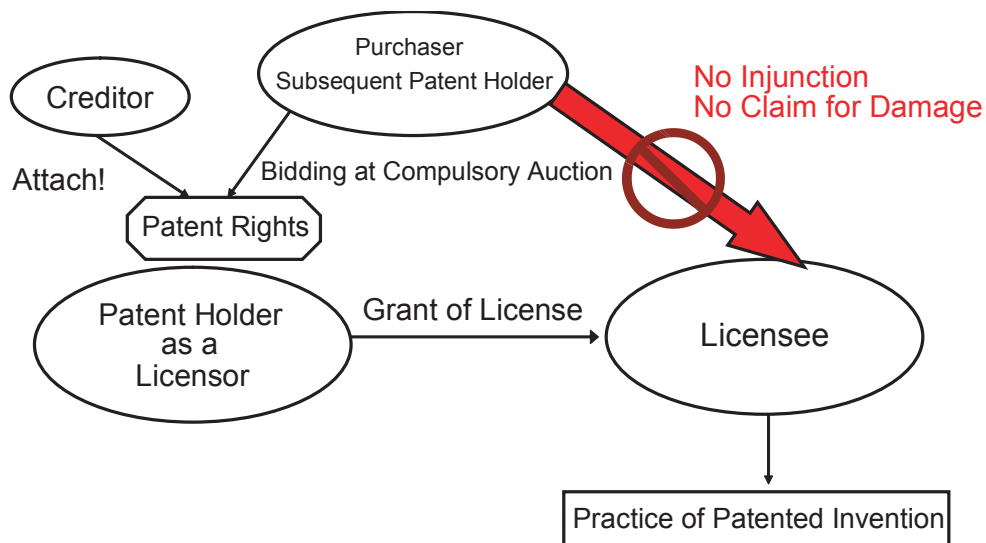 Purchaser
Subsequent Patent Holder
No Injunction
No Claim for Damage
Creditor
Attach!
Bidding at Compulsory Auction
Patent Rights
Patent Holder
as a
Licensor
Grant of License
Licensee
Practice of Patented Invention